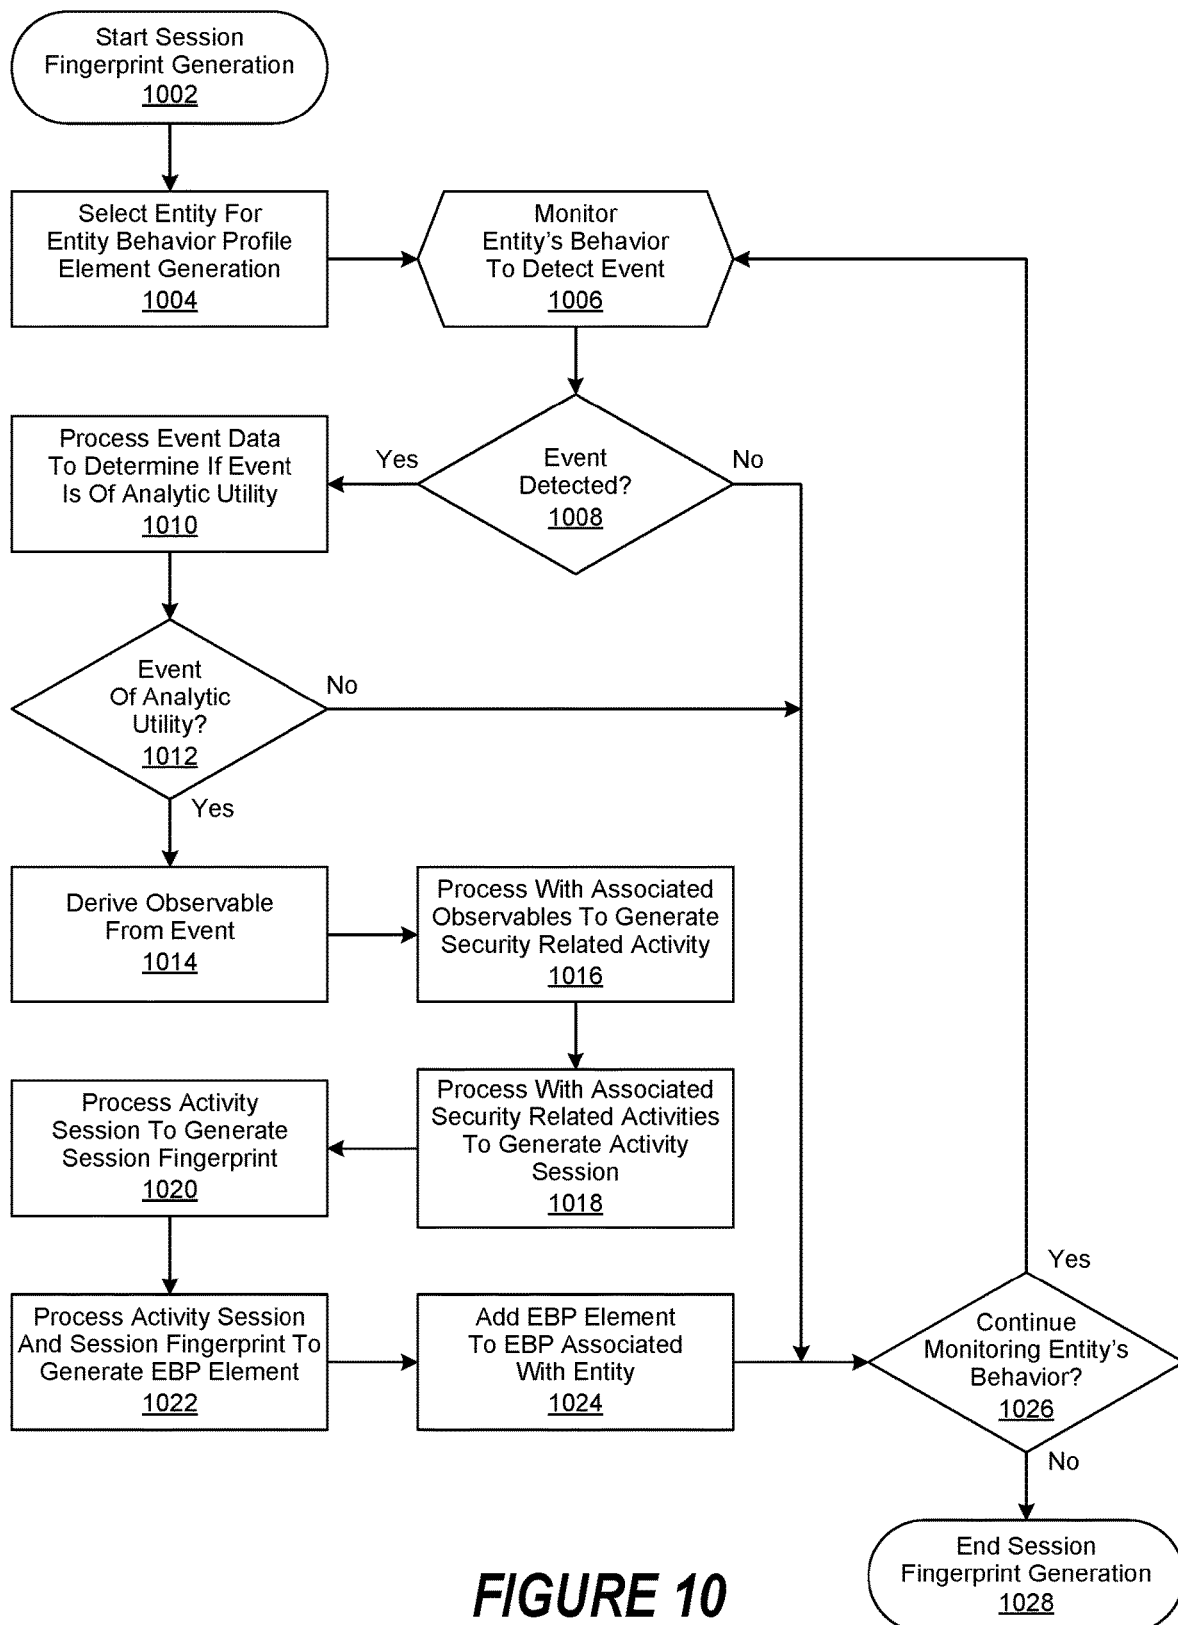 Start Session
Fingerprint Generation
1002
Select Entity For
Entity Behavior Profile
Element Generation
1004
Monitor
Entity's Behavior
To Detect Event
1006
Process Event Data
To Determine If Event
Is Of Analytic Utility
1010
Yes
Event
Detected?
1008
No
Event
Of Analytic
Utility?
1012
No
Yes
Derive Observable
From Event
1014
Process With Associated
Observables To Generate
Security Related Activity
1016
Process Activity
Session To Generate
Session Fingerprint
1020
Process With Associated
Security Related Activities
To Generate Activity
Session
1018
Process Activity Session
And Session Fingerprint To
Generate EBP Element
1022
Add EBP Element
To EBP Associated
With Entity
1024
Yes
Continue
Monitoring Entity's
Behavior?
1026
No
End Session
Fingerprint Generation
1028
FIGURE 10